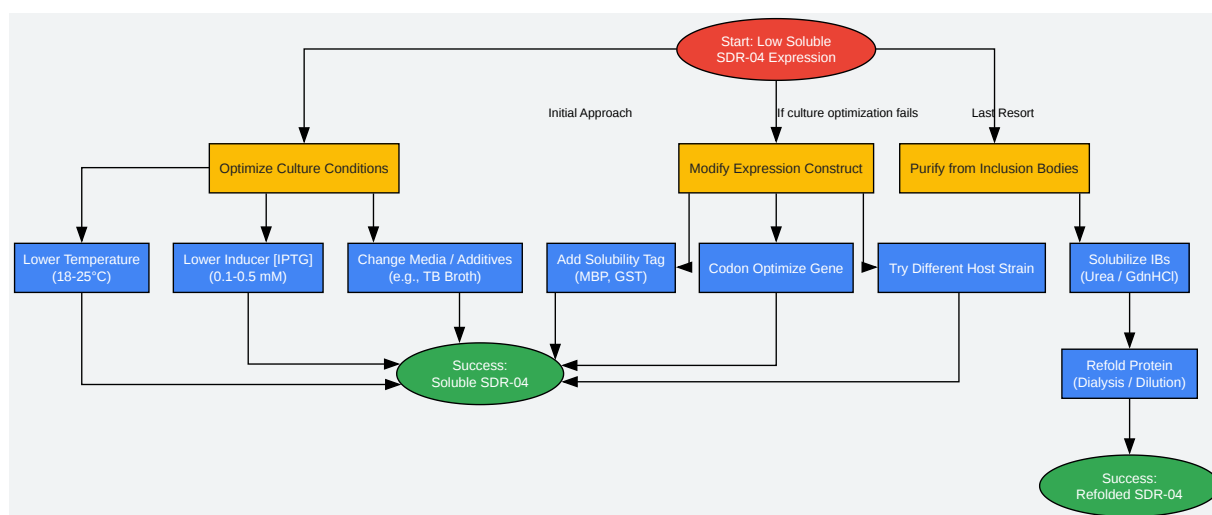 Start: Low Soluble
SDR-04 Expression
Initial Approach
If culture optimization fails
Last Resort
Optimize Culture Conditions
Modify Expression Construct
Purify from Inclusion Bodies
Lower Temperature
(18-25°C)
Lower Inducer [IPTG]
(0.1-0.5 mM)
Change Media / Additives
(e.g., TB Broth)
Add Solubility Tag
(MBP, GST)
Codon Optimize Gene
Try Different Host Strain
Solubilize IBs
(Urea / GdnHCl)
Success:
Soluble SDR-04
Refold Protein
(Dialysis / Dilution)
Success:
Refolded SDR-04